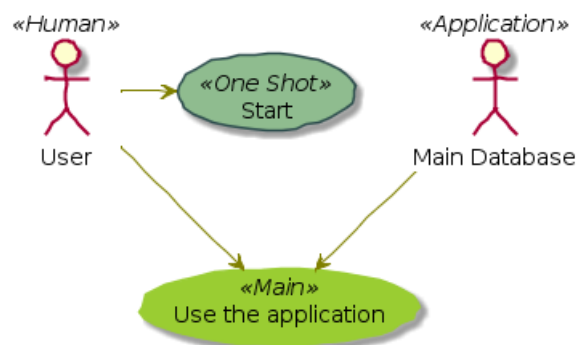 «Human»
User
«One Shot»
Start
«Application»
Main Database
«Main»
Use the application